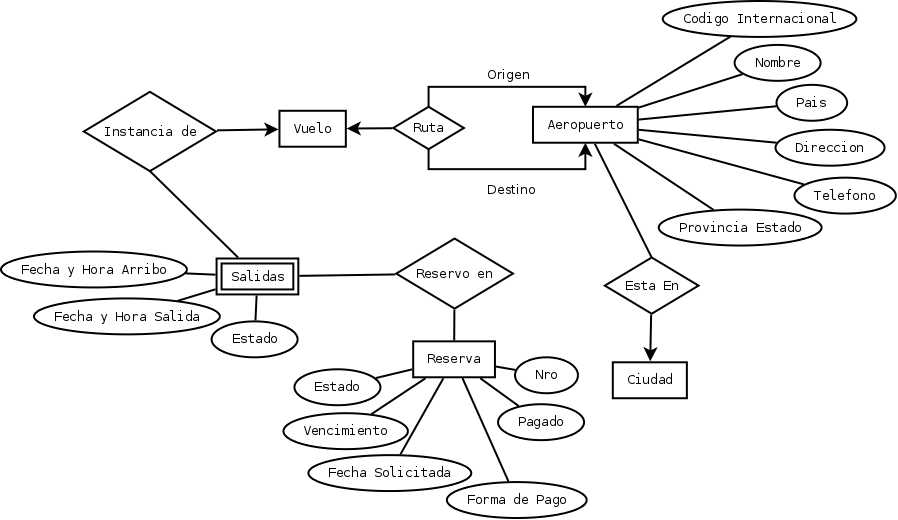 Codigo Internacional
Nombre
Origen
Pais
Instancia de
Vuelo
Ruta
Aeropuerto
Direccion
Destino
Telefono
Provincia Estado
Fecha y Hora Arribo
Salidas
Reservo en
Esta En
Fecha y Hora Salida
Estado
Reserva
Nro
Ciudad
Estado
Pagado
Vencimiento
Fecha Solicitada
Forma de Pago